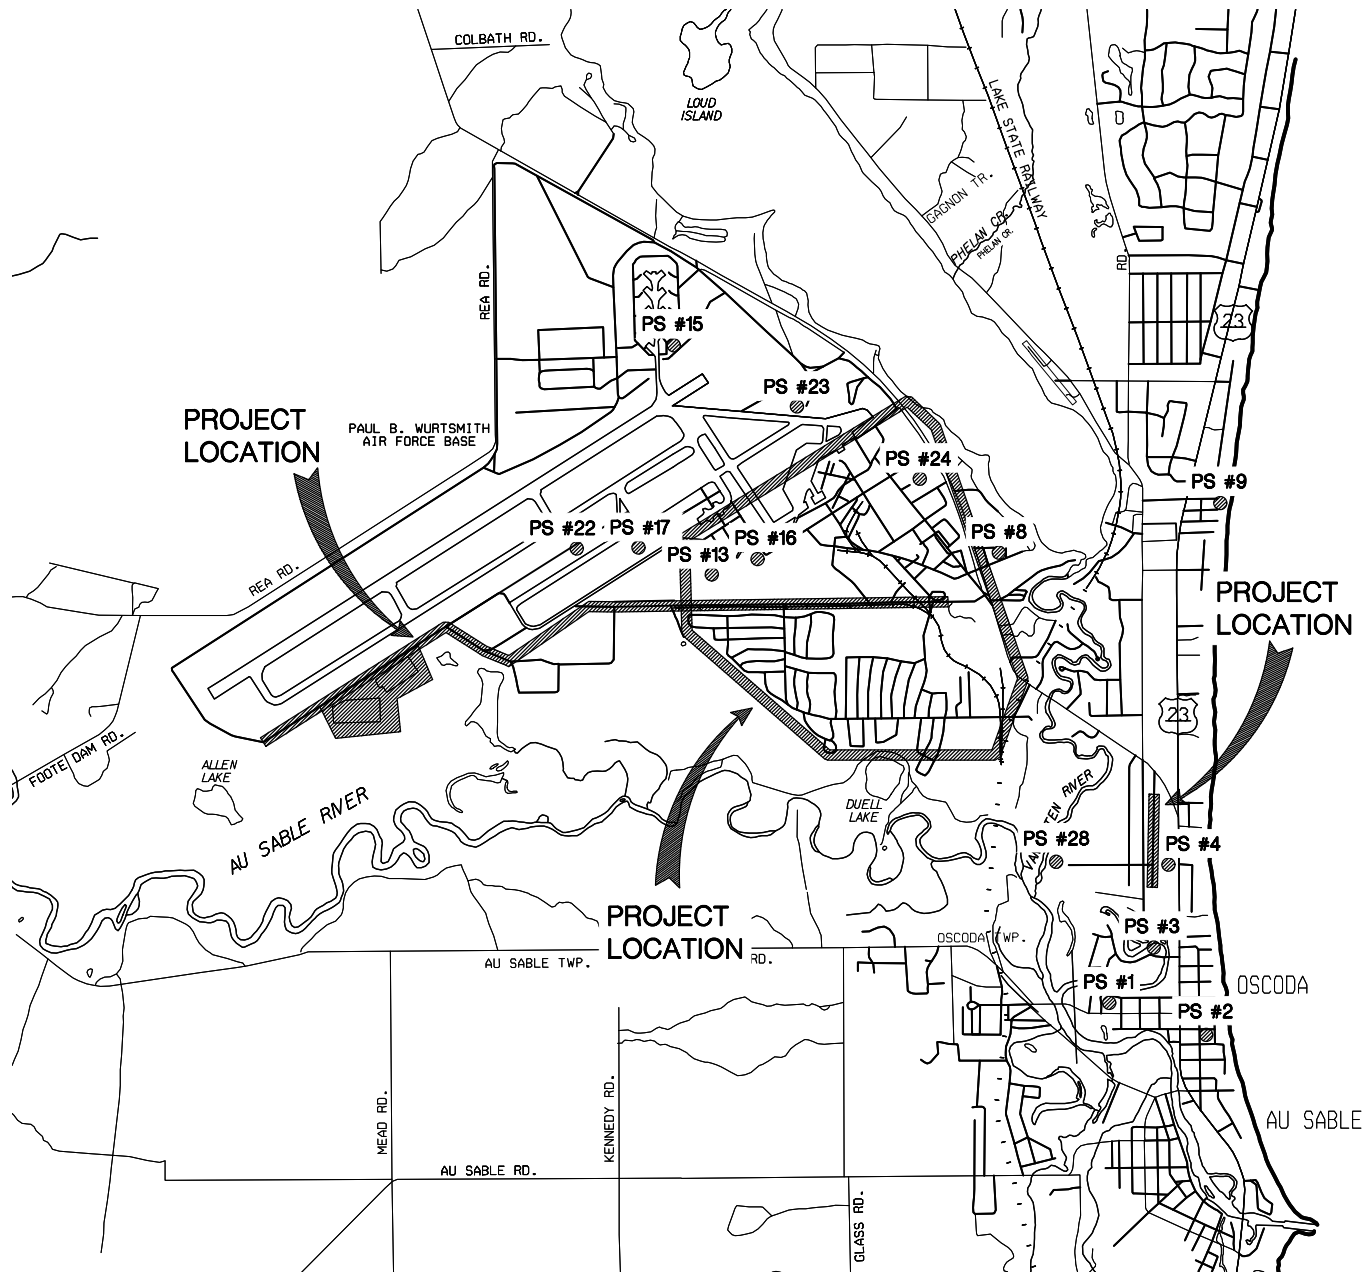 COLBATH RD.
LOUD
ISLAND
LAKE STATE RAILWAY
GAGNON TR.
PHELAN CR.
PHELAN CR.
RD.
REA RD.
23
PS #15
PS #23
PROJECT
LOCATION
PAUL B. WURTSMITH
AIR FORCE BASE
PS #24
PS #9
PS #22
PS #17
PS #16
PS #8
PS #13
REA RD.
PROJECT
LOCATION
23
FOOTE DAM RD.
ALLEN
LAKE
AU SABLE RIVER
DUELL
LAKE
TEN RIVER
PS #28
PS #4
PROJECT
LOCATION
PS #3
OSCODA TWP.
AU SABLE TWP.
RD.
PS #1
OSCODA
PS #2
MEAD RD.
KENNEDY RD.
AU SABLE
AU SABLE RD.
GLASS RD.